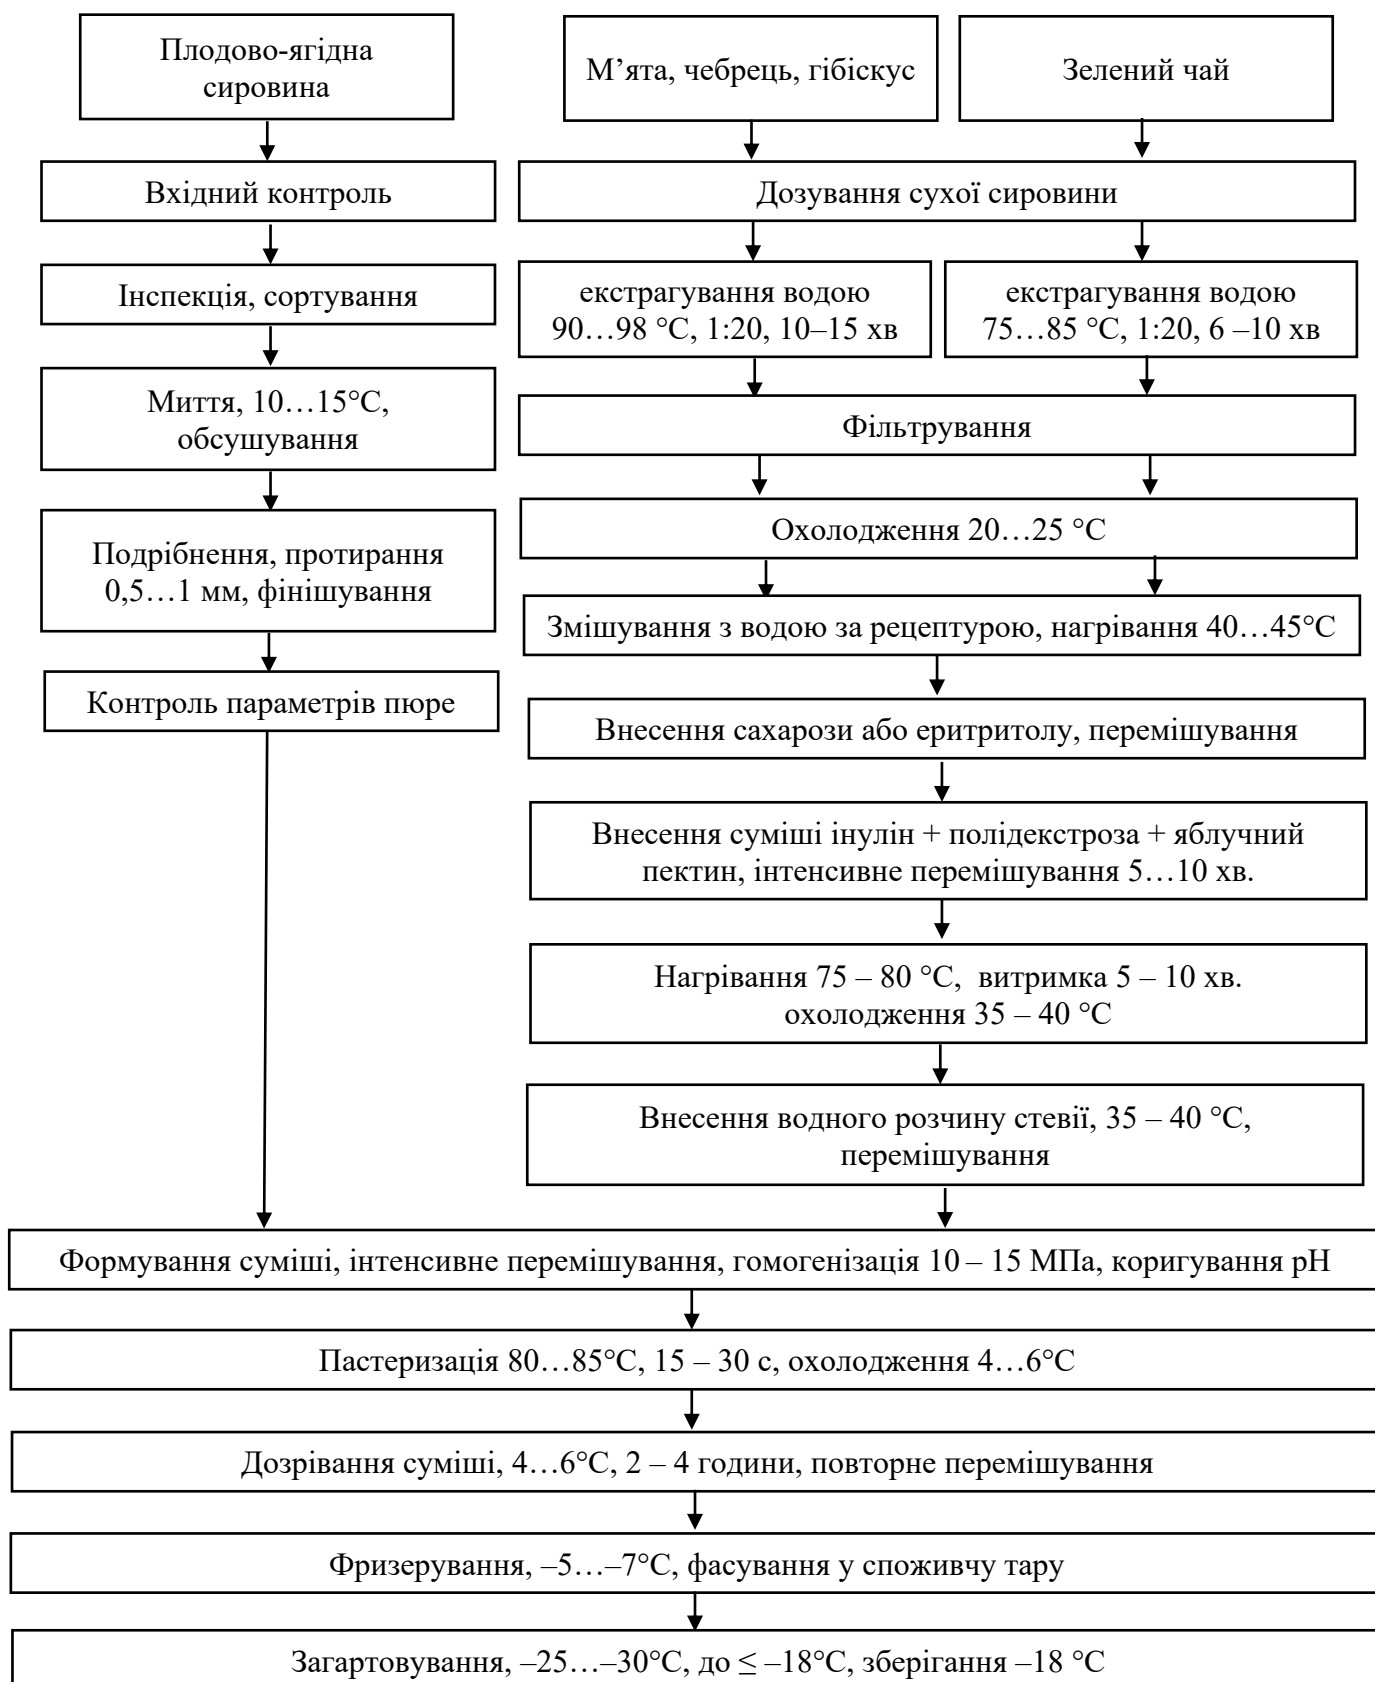 Плодово-ягідна
сировина
М’ята, чебрець, гібіскус
Зелений чай
Вхідний контроль
Дозування сухої сировини
Інспекція, сортування
екстрагування водою
90…98 °С, 1:20, 10–15 хв
екстрагування водою
75…85 °С, 1:20, 6 –10 хв
Миття, 10…15°С,
обсушування
Фільтрування
Подрібнення, протирання
0,5…1 мм, фінішування
Охолодження 20…25 °С
Змішування з водою за рецептурою, нагрівання 40…45°С
Контроль параметрів пюре
Внесення сахарози або еритритолу, перемішування
Внесення суміші інулін + полідекстроза + яблучний
пектин, інтенсивне перемішування 5…10 хв.
Нагрівання 75 – 80 °С,  витримка 5 – 10 хв.
охолодження 35 – 40 °С
Внесення водного розчину стевії, 35 – 40 °С,
перемішування
Формування суміші, інтенсивне перемішування, гомогенізація 10 – 15 МПа, коригування рН
Пастеризація 80…85°С, 15 – 30 с, охолодження 4…6°С
Дозрівання суміші, 4…6°С, 2 – 4 години, повторне перемішування
Фризерування, –5…–7°С, фасування у споживчу тару
Загартовування, –25…–30°С, до ≤ –18°С, зберігання –18 °С